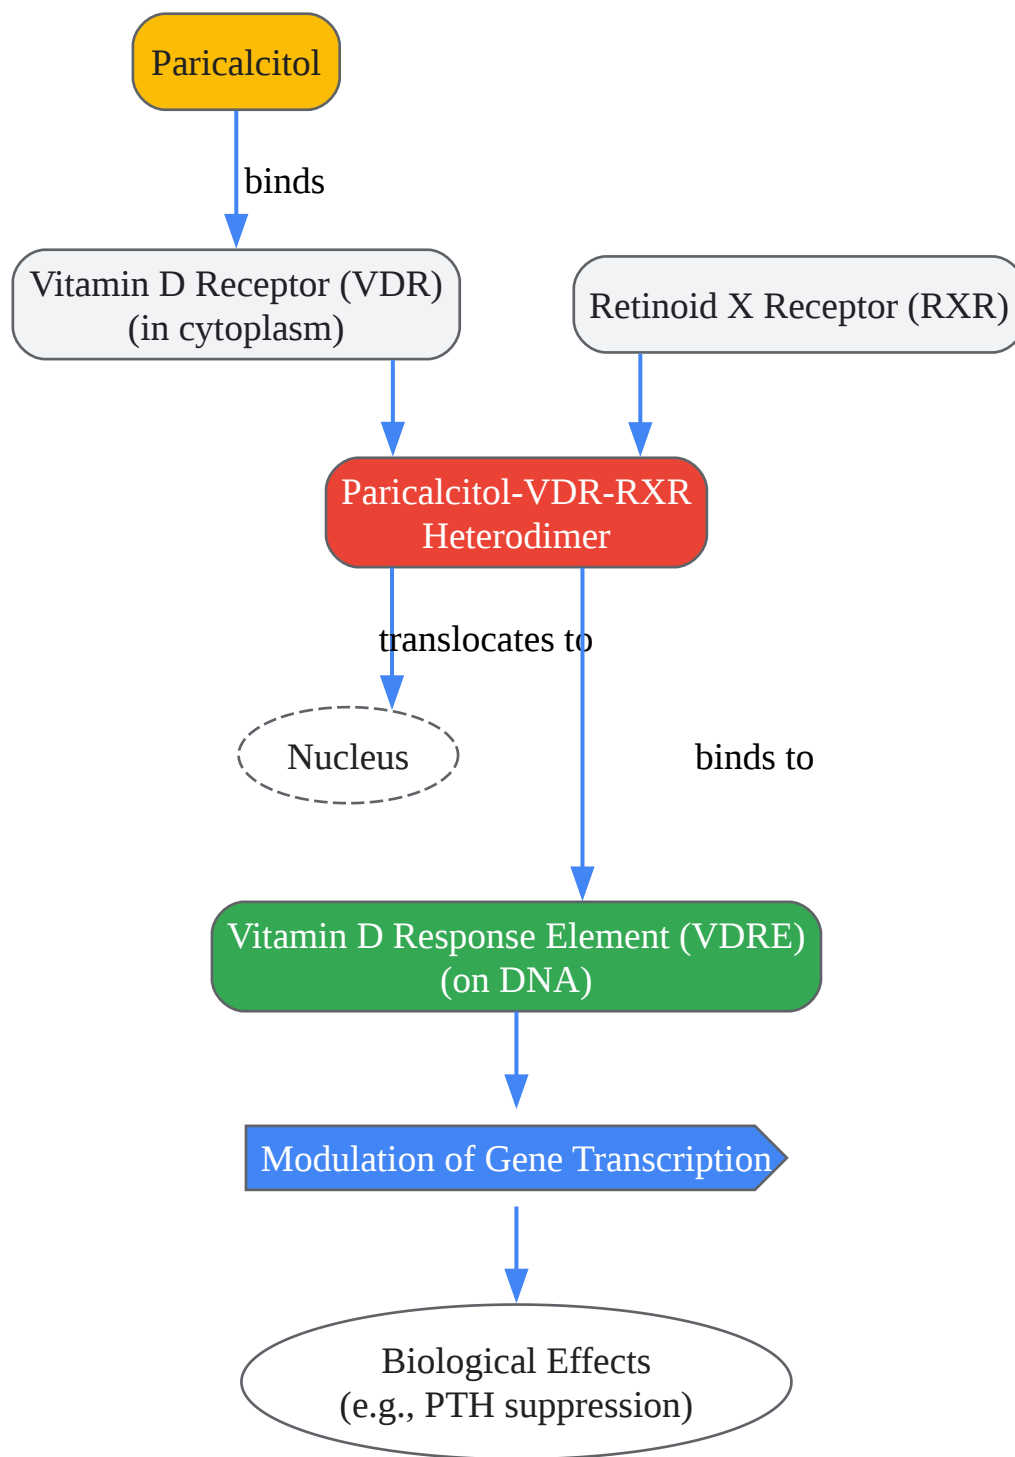 Paricalcitol
binds
Vitamin D Receptor (VDR)
(in cytoplasm)
Retinoid X Receptor (RXR)
Paricalcitol-VDR-RXR
Heterodimer
translocates to
Nucleus
binds to
Vitamin D Response Element (VDRE)
(on DNA)
Modulation of Gene Transcription
Biological Effects
(e.g., PTH suppression)